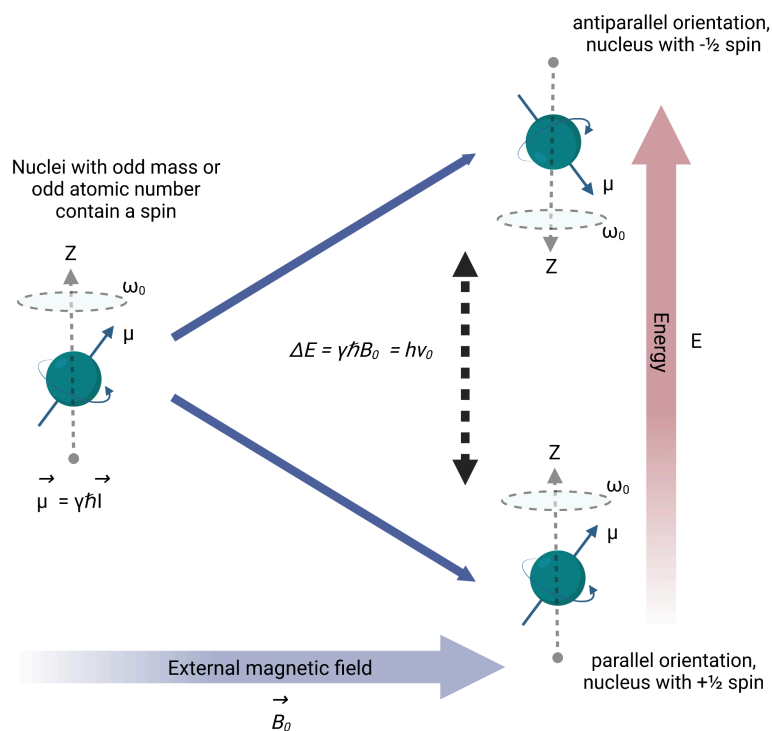 antiparallel orientation,
nucleus with -½ spin
μ
ω₀
Z
Nuclei with odd mass or
odd atomic number
contain a spin
Z
ω₀
μ
→ →
μ = γℏI
ΔE = γℏB₀ = hν₀
Energy
E
Z
ω₀
μ
parallel orientation,
nucleus with +½ spin
External magnetic field
→
B₀